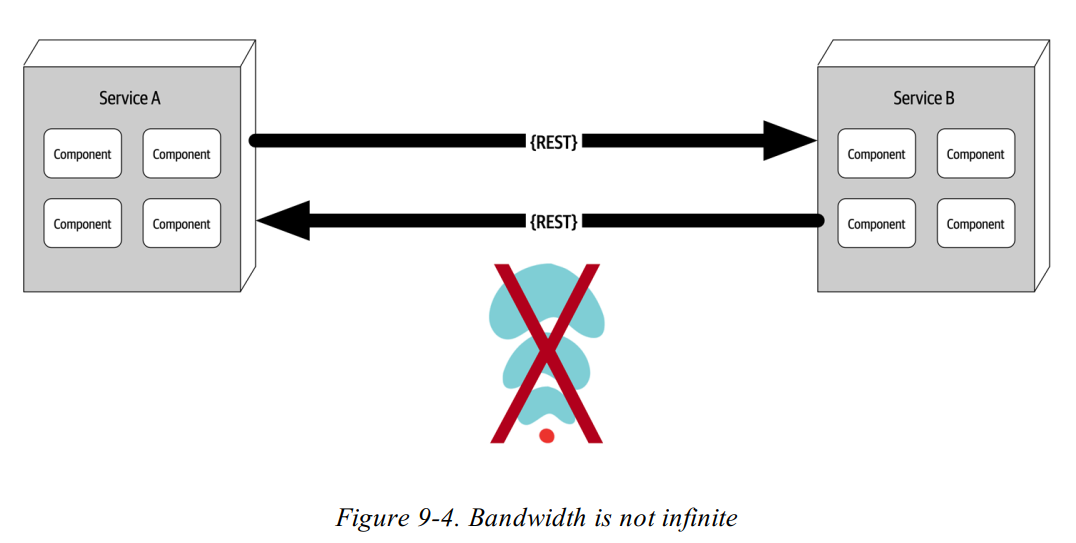 Service A
Component
Component
Component
Component
{REST}
{REST}
Service B
Component
Component
Component
Component
Figure 9-4. Bandwidth is not infinite